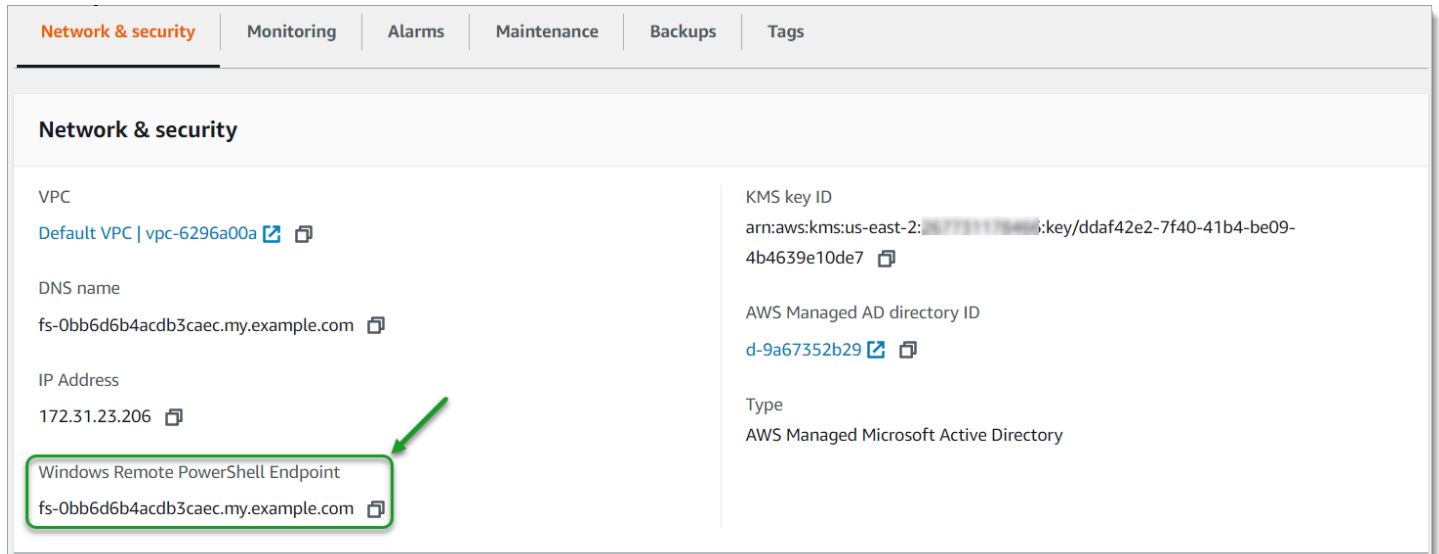 Network & security Monitoring Alarms Maintenance Backups Tags
Network & security
VPC
Default VPC | vpc-6296a00a
DNS name
fs-0bb6d6b4acdb3caec.my.example.com
IP Address
172.31.23.206
Windows Remote PowerShell Endpoint
fs-0bb6d6b4acdb3caec.my.example.com
KMS key ID
arn:aws:kms:us-east-2: :key/ddaf42e2-7f40-41b4-be09-
4b4639e10de7
AWS Managed AD directory ID
d-9a67352b29
Type
AWS Managed Microsoft Active Directory